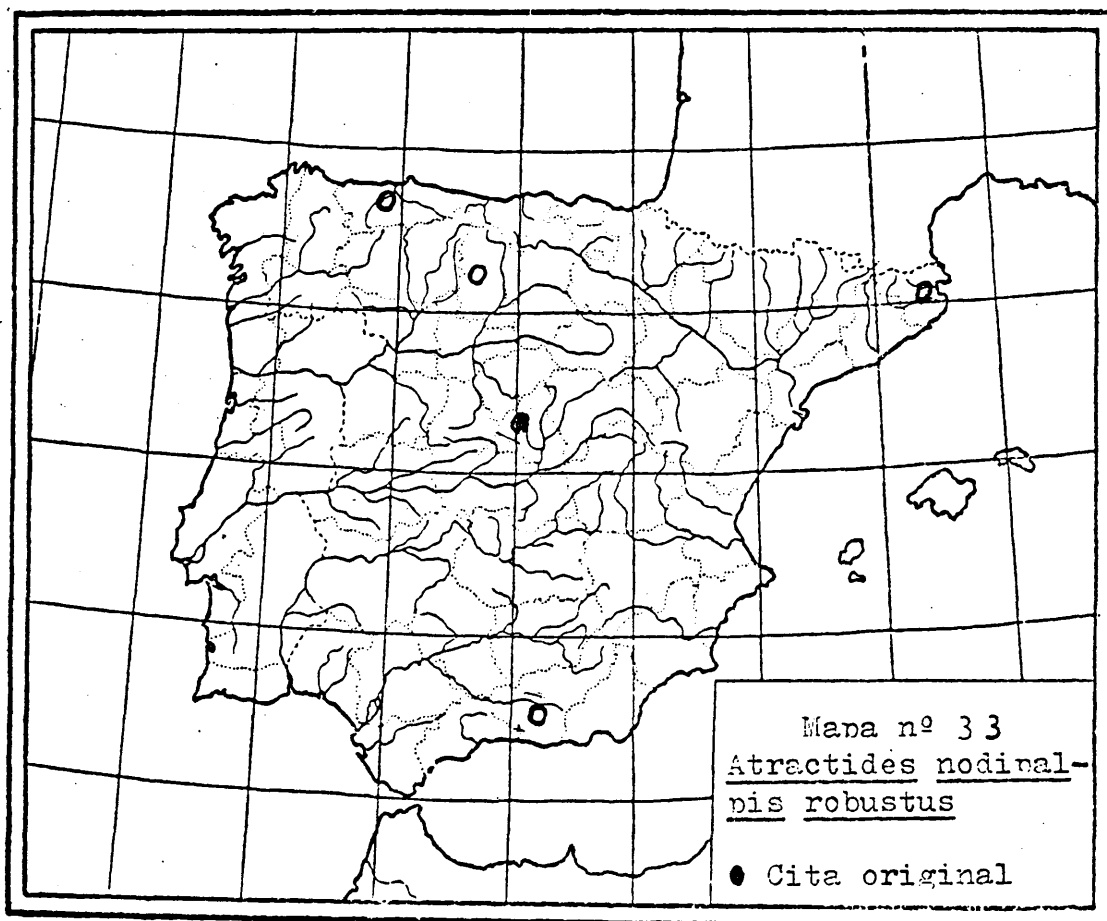 Mapa nº 33
Atractides nodipal-
pis robustus
Cita original